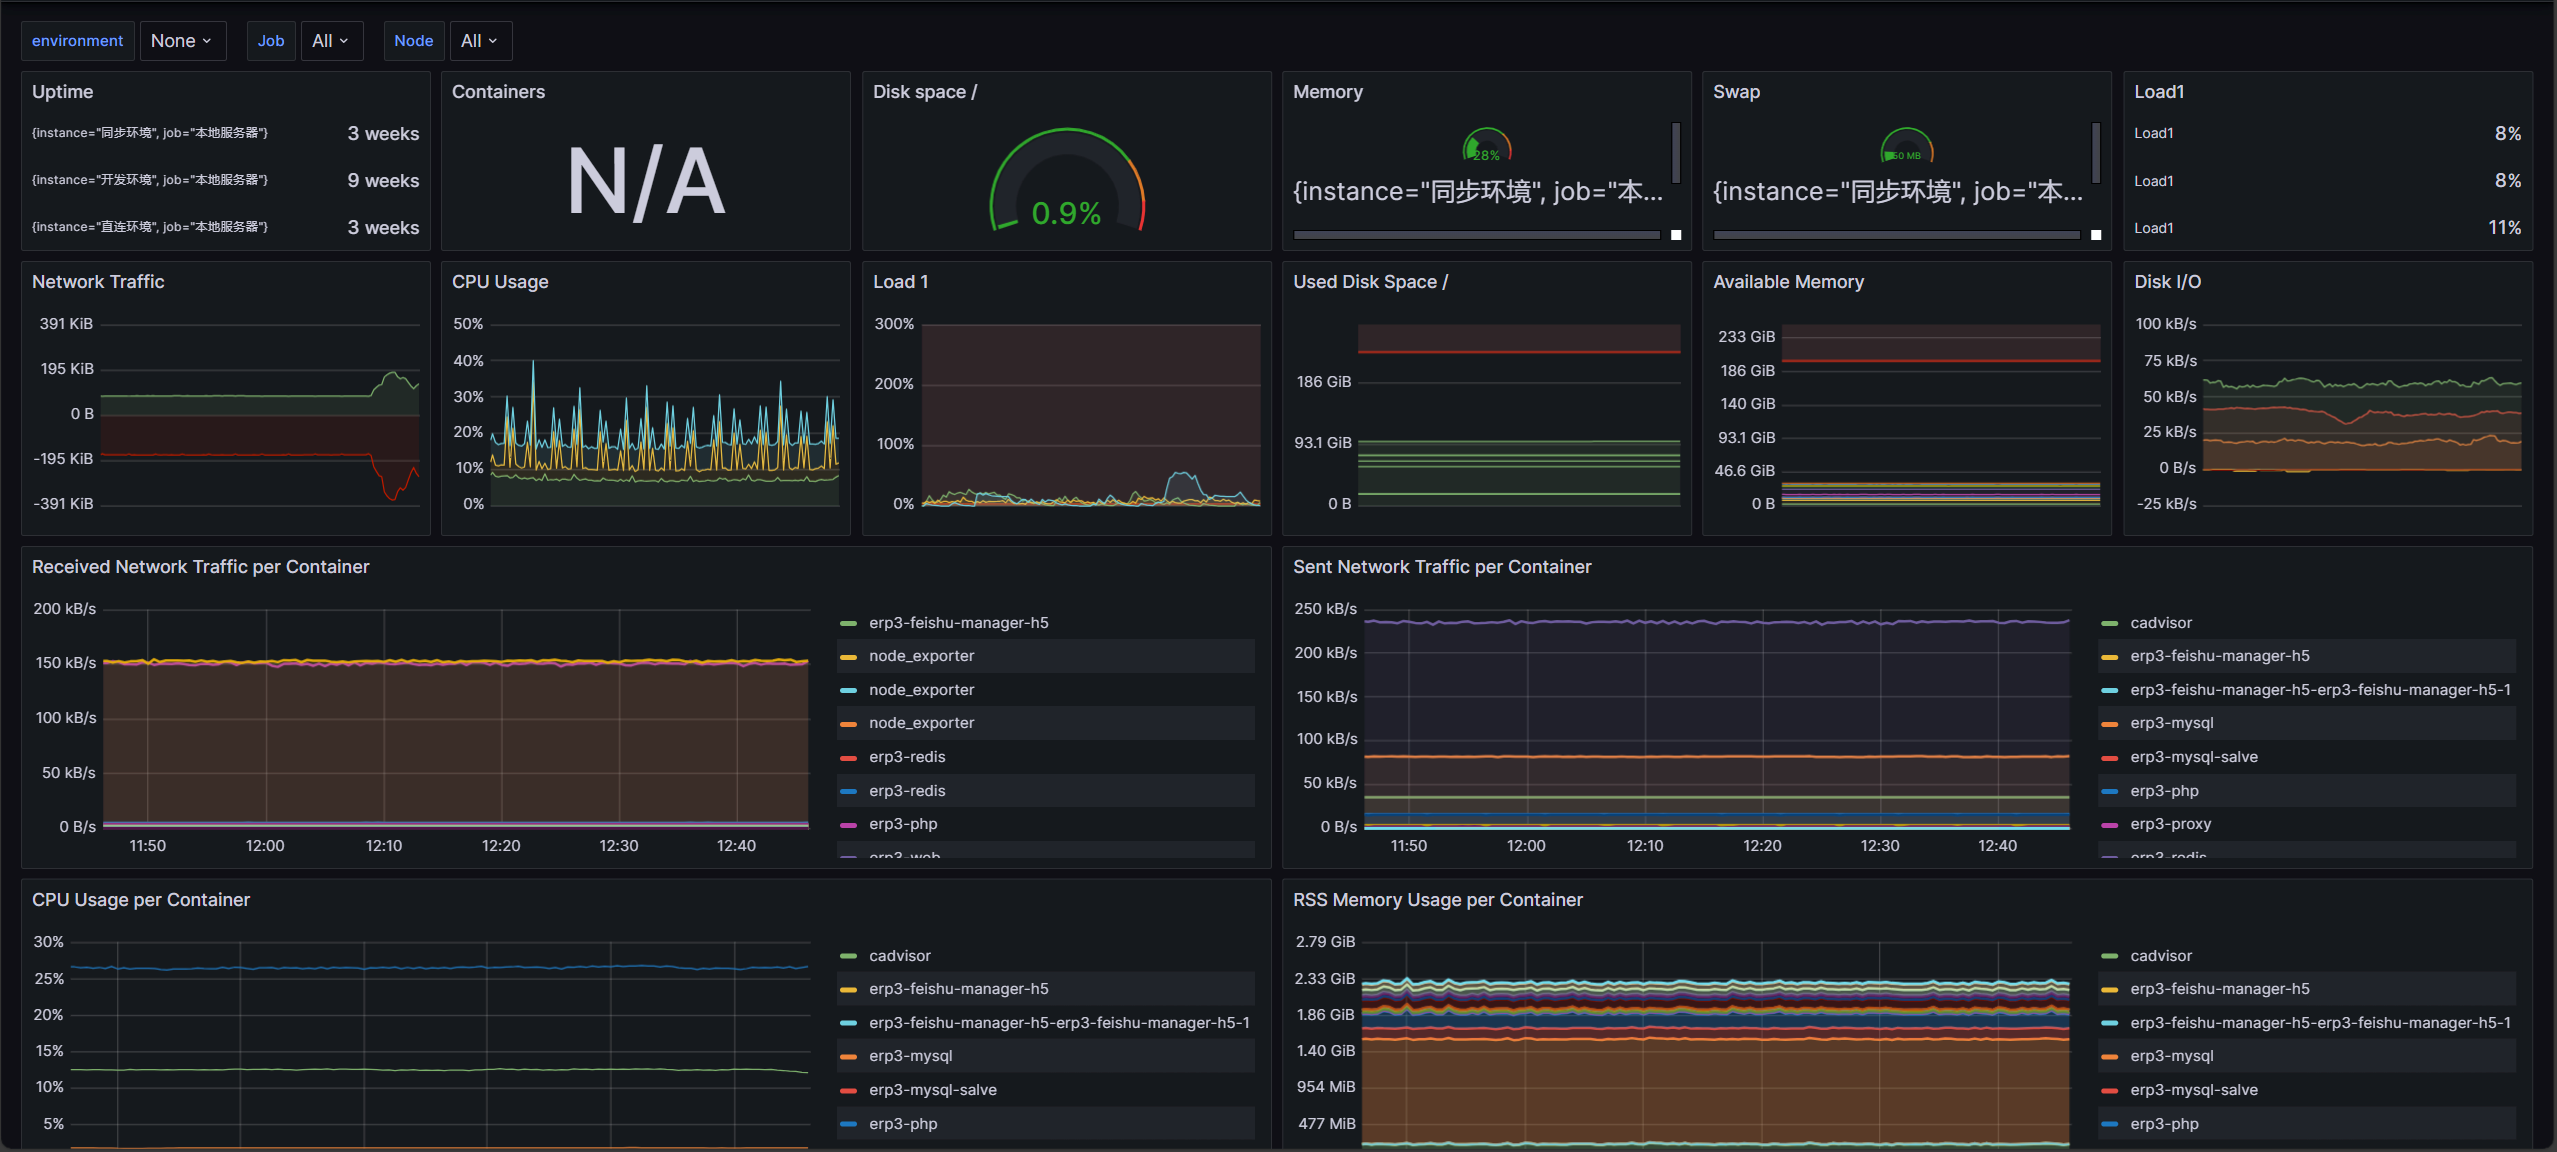 environment None Job All Node All
Uptime
{instance="同步环境", job="本地服务器"} 3 weeks
{instance="开发环境", job="本地服务器"} 9 weeks
{instance="直连环境", job="本地服务器"} 3 weeks
Containers
N/A
Disk space /
0.9%
Memory
28%
{instance="同步环境", job="本...
Swap
50 MB
{instance="同步环境", job="本...
Load1
Load1 8%
Load1 8%
Load1 11%
Network Traffic
391 KiB
195 KiB
0 B
-195 KiB
-391 KiB
CPU Usage
50%
40%
30%
20%
10%
0%
Load 1
300%
200%
100%
0%
Used Disk Space /
186 GiB
93.1 GiB
0 B
Available Memory
233 GiB
186 GiB
140 GiB
93.1 GiB
46.6 GiB
0 B
Disk I/O
100 kB/s
75 kB/s
50 kB/s
25 kB/s
0 B/s
-25 kB/s
Received Network Traffic per Container
200 kB/s
150 kB/s
100 kB/s
50 kB/s
0 B/s
11:50 12:00 12:10 12:20 12:30 12:40
erp3-feishu-manager-h5
node_exporter
node_exporter
node_exporter
erp3-redis
erp3-redis
erp3-php
erp3-web
Sent Network Traffic per Container
250 kB/s
200 kB/s
150 kB/s
100 kB/s
50 kB/s
0 B/s
11:50 12:00 12:10 12:20 12:30 12:40
cadvisor
erp3-feishu-manager-h5
erp3-feishu-manager-h5-erp3-feishu-manager-h5-1
erp3-mysql
erp3-mysql-salve
erp3-php
erp3-proxy
erp3-redis
CPU Usage per Container
30%
25%
20%
15%
10%
5%
cadvisor
erp3-feishu-manager-h5
erp3-feishu-manager-h5-erp3-feishu-manager-h5-1
erp3-mysql
erp3-mysql-salve
erp3-php
RSS Memory Usage per Container
2.79 GiB
2.33 GiB
1.86 GiB
1.40 GiB
954 MiB
477 MiB
cadvisor
erp3-feishu-manager-h5
erp3-feishu-manager-h5-erp3-feishu-manager-h5-1
erp3-mysql
erp3-mysql-salve
erp3-php